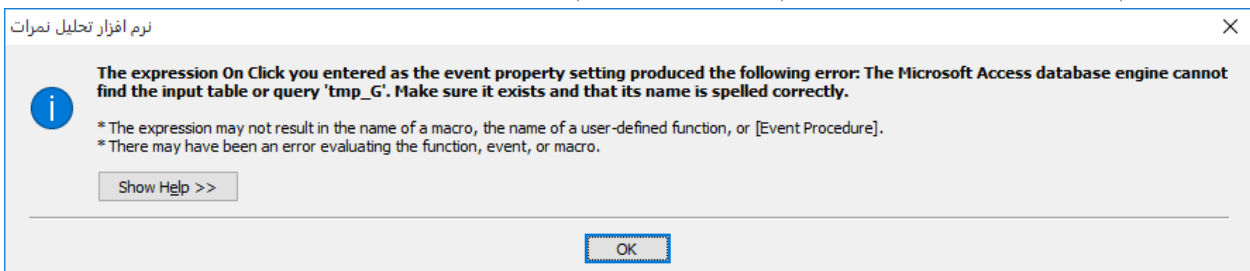 نرم افزار تحلیل نمرات
The expression On Click you entered as the event property setting produced the following error: The Microsoft Access database engine cannot
find the input table or query 'tmp_G'. Make sure it exists and that its name is spelled correctly.
* The expression may not result in the name of a macro, the name of a user-defined function, or [Event Procedure].
* There may have been an error evaluating the function, event, or macro.
Show Help >>
OK